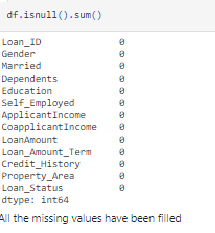 df.isnull().sum()
Loan_ID 0
Gender 0
Married 0
Dependents 0
Education 0
Self_Employed 0
ApplicantIncome 0
CoapplicantIncome 0
LoanAmount 0
Loan_Amount_Term 0
Credit_History 0
Property_Area 0
Loan_Status 0
dtype: int64
All the missing values have been filled